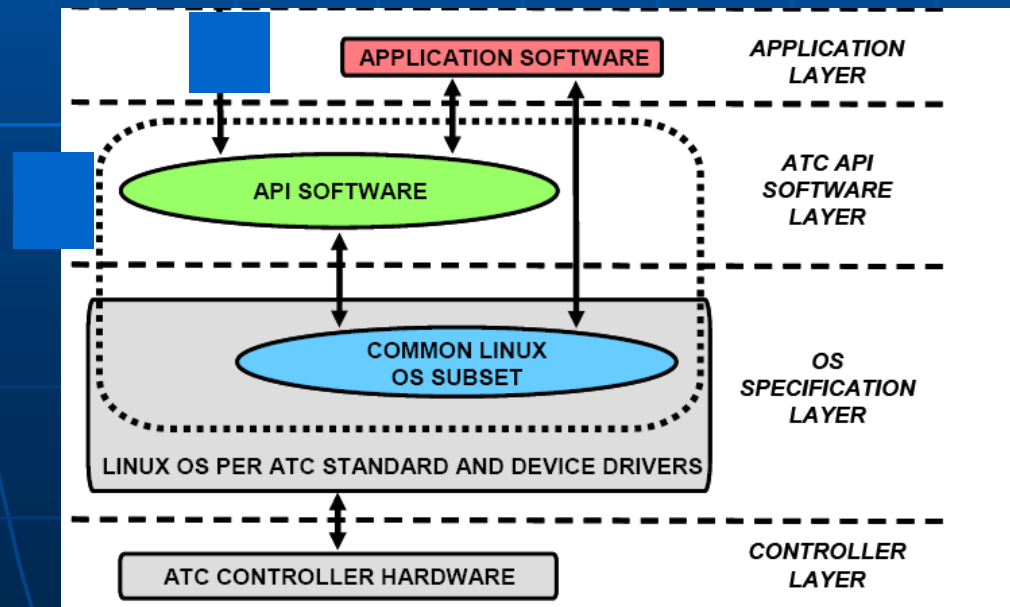 APPLICATION SOFTWARE
APPLICATION
LAYER
API SOFTWARE
ATC API
SOFTWARE
LAYER
COMMON LINUX
OS SUBSET
OS
SPECIFICATION
LAYER
LINUX OS PER ATC STANDARD AND DEVICE DRIVERS
ATC CONTROLLER HARDWARE
CONTROLLER
LAYER